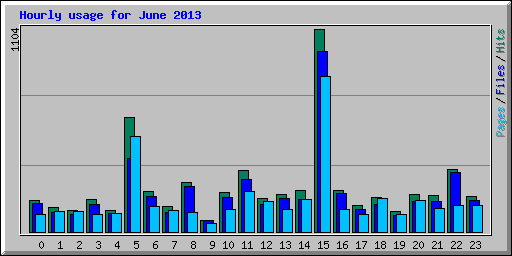 Hourly usage for June 2013
1104
Pages / Files / Hits
0 1 2 3 4 5 6 7 8 9 10 11 12 13 14 15 16 17 18 19 20 21 22 23